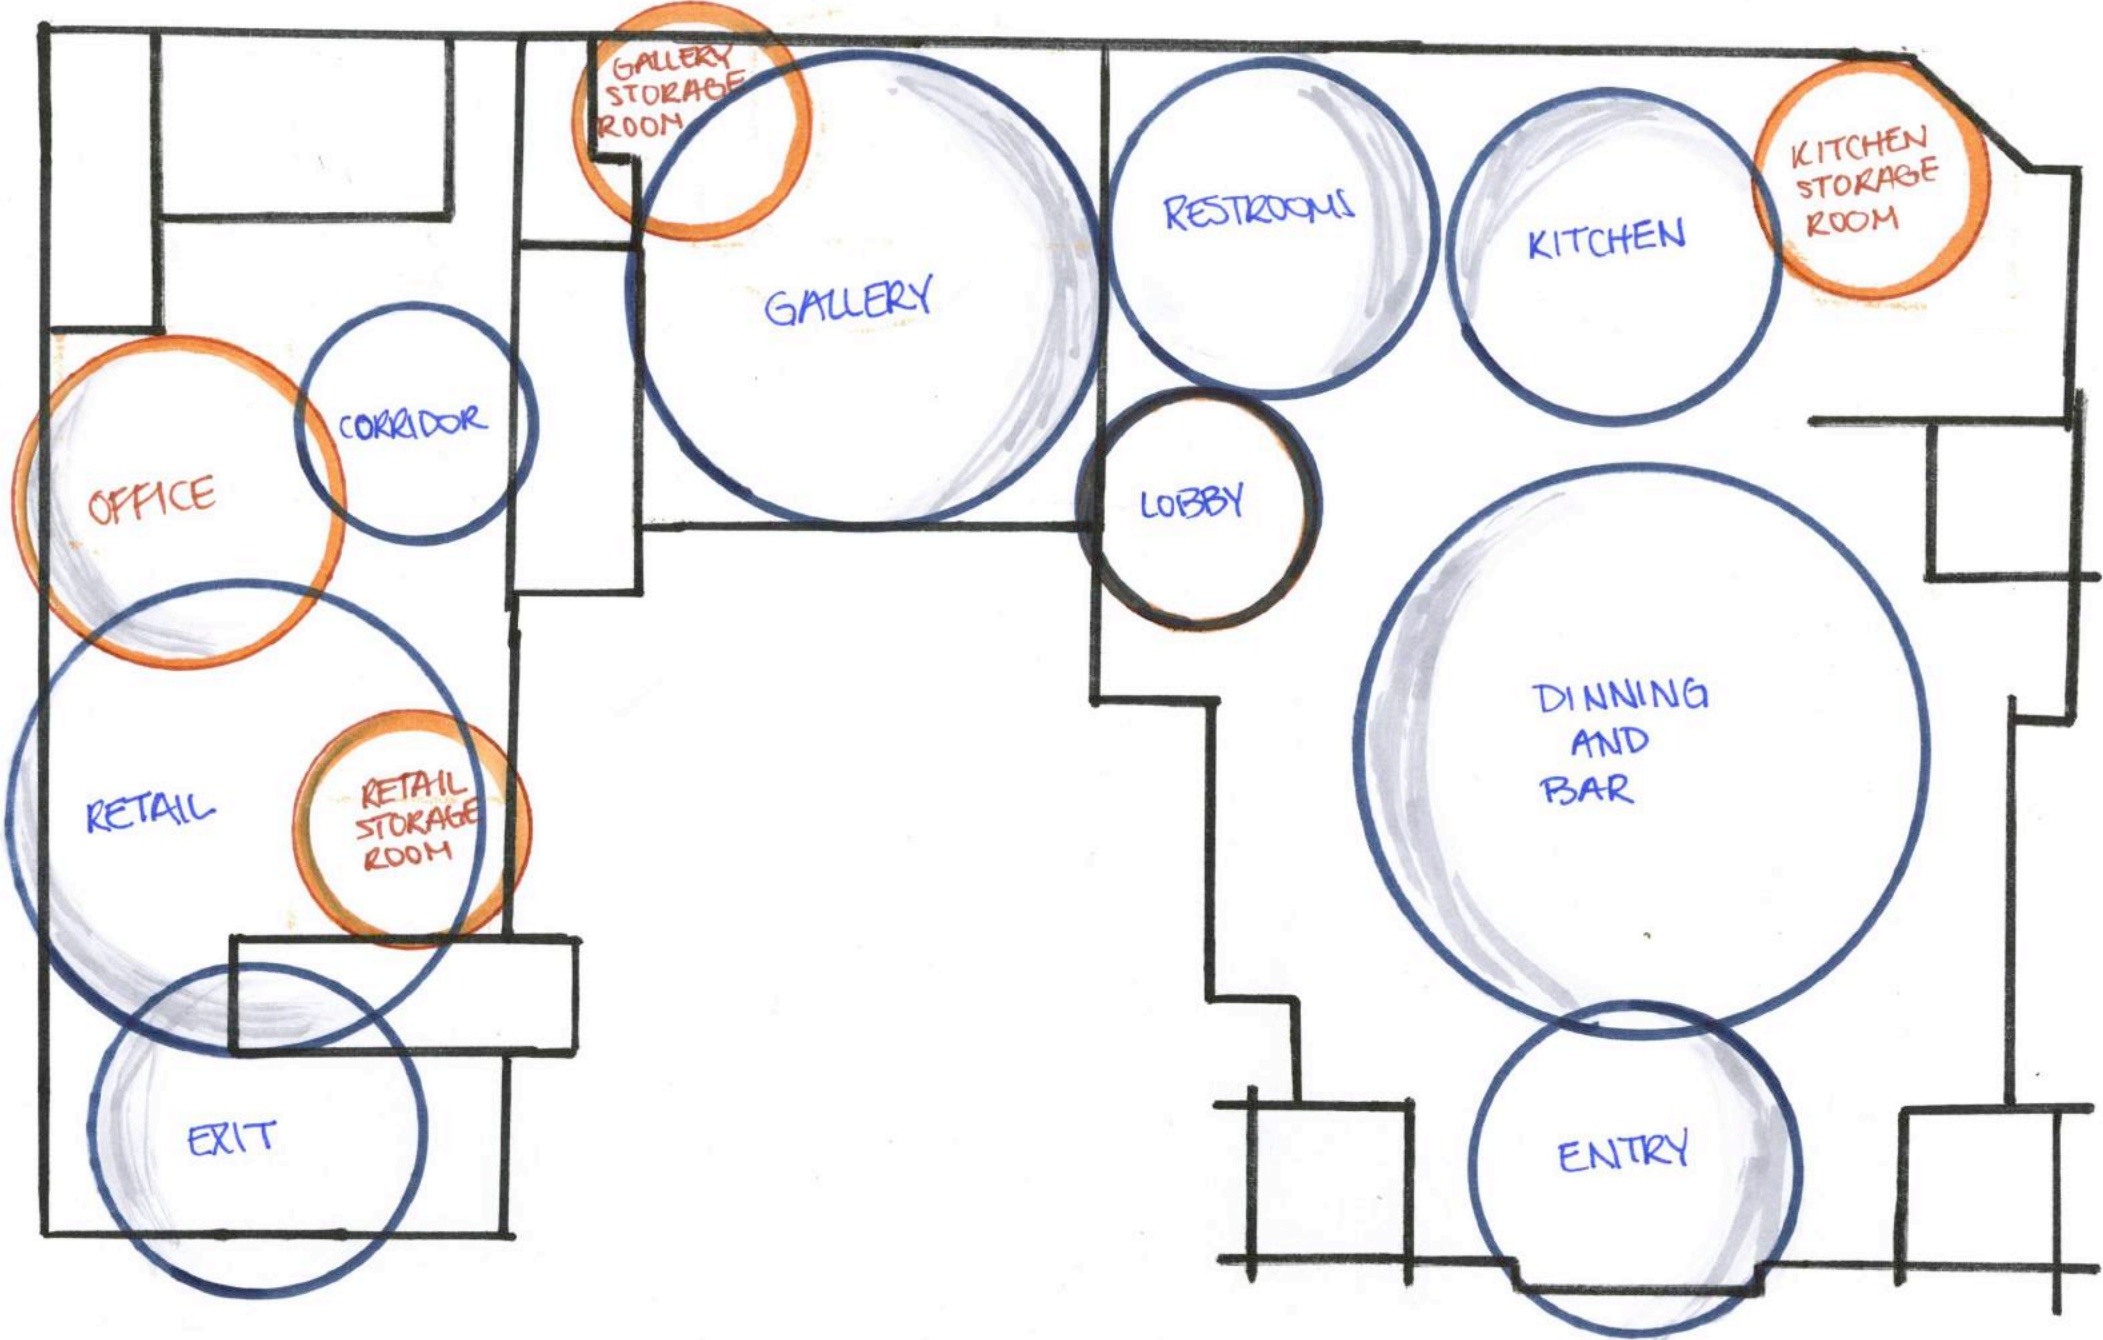 GALLERY
STORAGE
ROOM
RESTROOMS
KITCHEN
KITCHEN
STORAGE
ROOM
GALLERY
CORRIDOR
OFFICE
LOBBY
DINNING
AND
BAR
RETAIL
RETAIL
STORAGE
ROOM
EXIT
ENTRY